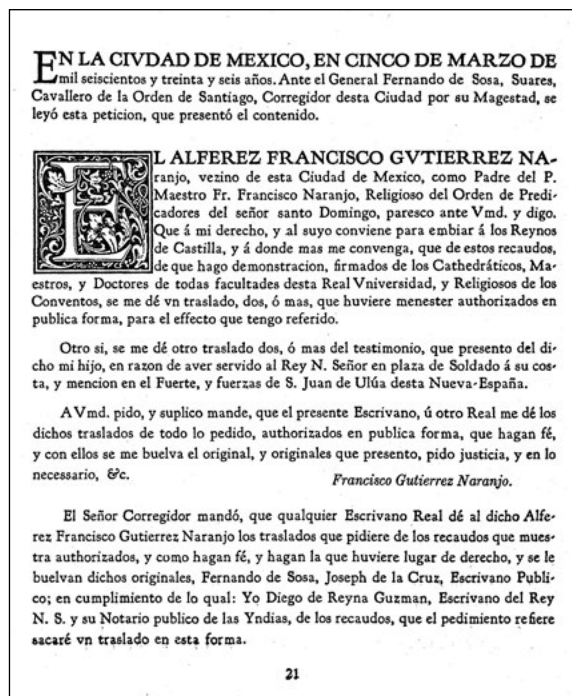 EN LA CIVDAD DE MEXICO, EN CINCO DE MARZO DE
mil seiscientos y treinta y seis años. Ante el General Fernando de Sosa, Suares,
Cavallero de la Orden de Santiago, Corregidor desta Ciudad por su Magestad, se
leyó esta peticion, que presentó el contenido.
EL ALFEREZ FRANCISCO GVTIERREZ NA-
ranjo, vezino de esta Ciudad de Mexico, como Padre del P.
Maestro Fr. Francisco Naranjo, Religioso del Orden de Predi-
cadores del señor santo Domingo, paresco ante Vmd. y digo.
Que á mi derecho, y al suyo conviene para embiar á los Reynos
de Castilla, y á donde mas me convenga, que de estos recaudos,
de que hago demonstracion, firmados de los Cathedráticos, Ma-
estros, y Doctores de todas facultades desta Real Vniversidad, y Religiosos de los
Conventos, se me dé vn traslado, dos, ó mas, que huviere menester authorizados en
publica forma, para el effecto que tengo referido.
Otro si, se me dé otro traslado dos, ó mas del testimonio, que presento del di-
cho mi hijo, en razon de aver servido al Rey N. Señor en plaza de Soldado á su cos-
ta, y mencion en el Fuerte, y fuerzas de S. Juan de Ulúa desta Nueva-España.
A Vmd. pido, y suplico mande, que el presente Escrivano, ú otro Real me dé los
dichos traslados de todo lo pedido, authorizados en publica forma, que hagan fé,
y con ellos se me buelva el original, y originales que presento, pido justicia, y en lo
necessario, &c. Francisco Gutierrez Naranjo.
El Señor Corregidor mandó, que qualquier Escrivano Real dé al dicho Alfe-
rez Francisco Gutierrez Naranjo los traslados que pidiere de los recaudos que mues-
tra authorizados, y como hagan fé, y hagan la que huviere lugar de derecho, y se le
buelvan dichos originales, Fernando de Sosa, Joseph de la Cruz, Escrivano Publi-
co; en cumplimiento de lo qual: Yo Diego de Reyna Guzman, Escrivano del Rey
N. S. y su Notario publico de las Yndias, de los recaudos, que el pedimiento refiere
sacaré vn traslado en esta forma.
21